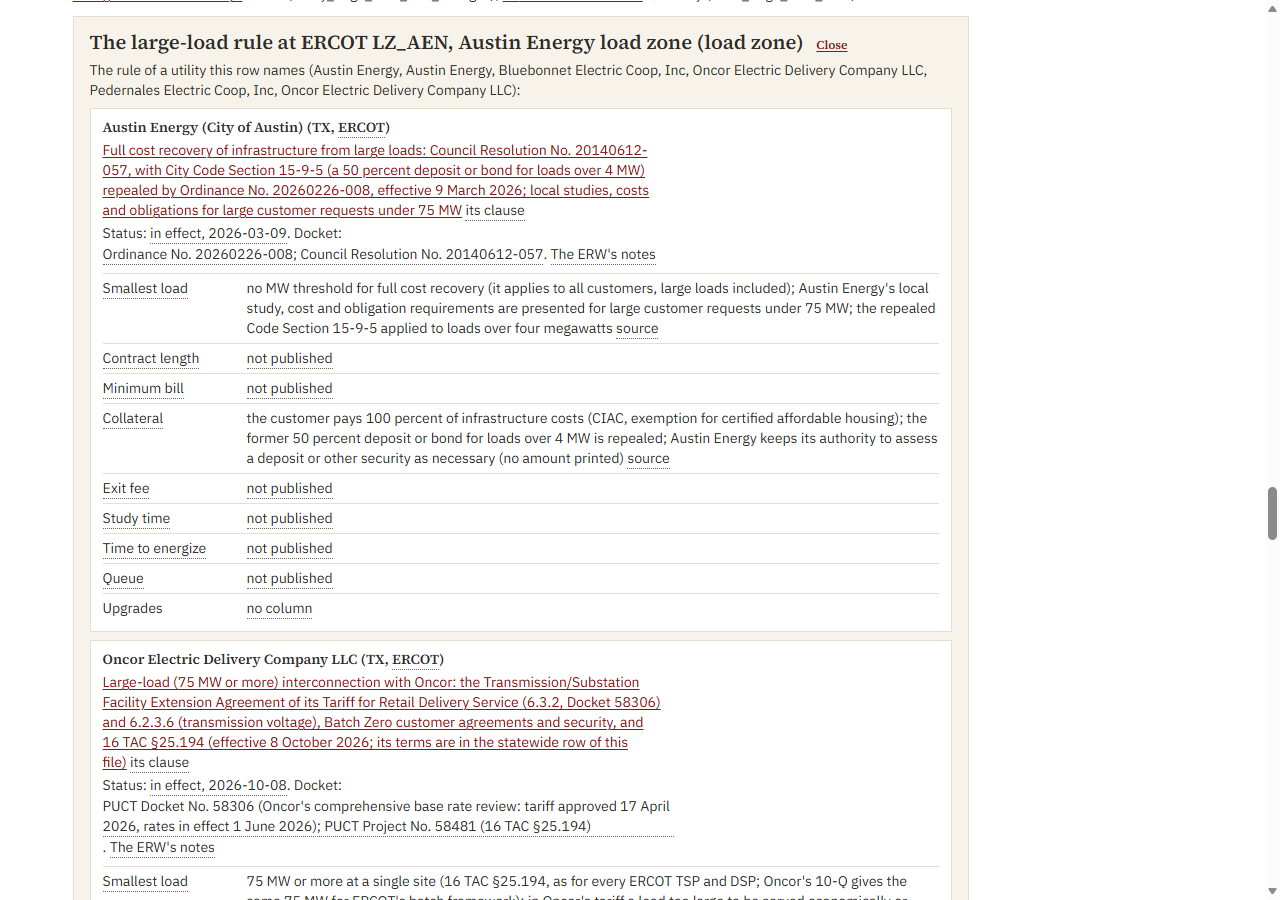 The large-load rule at ERCOT LZ_AEN, Austin Energy load zone (load zone) Close
The rule of a utility this row names (Austin Energy, Austin Energy, Bluebonnet Electric Coop, Inc, Oncor Electric Delivery Company LLC,
Pedernales Electric Coop, Inc, Oncor Electric Delivery Company LLC):
Austin Energy (City of Austin) (TX, ERCOT)
Full cost recovery of infrastructure from large loads: Council Resolution No. 20140612-
057, with City Code Section 15-9-5 (a 50 percent deposit or bond for loads over 4 MW)
repealed by Ordinance No. 20260226-008, effective 9 March 2026; local studies, costs
and obligations for large customer requests under 75 MW its clause
Status: in effect, 2026-03-09. Docket:
Ordinance No. 20260226-008; Council Resolution No. 20140612-057. The ERW's notes
Smallest load no MW threshold for full cost recovery (it applies to all customers, large loads included); Austin Energy's local
study, cost and obligation requirements are presented for large customer requests under 75 MW; the repealed
Code Section 15-9-5 applied to loads over four megawatts source
Contract length not published
Minimum bill not published
Collateral the customer pays 100 percent of infrastructure costs (CIAC, exemption for certified affordable housing); the
former 50 percent deposit or bond for loads over 4 MW is repealed; Austin Energy keeps its authority to assess
a deposit or other security as necessary (no amount printed) source
Exit fee not published
Study time not published
Time to energize not published
Queue not published
Upgrades no column
Oncor Electric Delivery Company LLC (TX, ERCOT)
Large-load (75 MW or more) interconnection with Oncor: the Transmission/Substation
Facility Extension Agreement of its Tariff for Retail Delivery Service (6.3.2, Docket 58306)
and 6.2.3.6 (transmission voltage), Batch Zero customer agreements and security, and
16 TAC §25.194 (effective 8 October 2026; its terms are in the statewide row of this
file) its clause
Status: in effect, 2026-10-08. Docket:
PUCT Docket No. 58306 (Oncor's comprehensive base rate review: tariff approved 17 April
2026, rates in effect 1 June 2026); PUCT Project No. 58481 (16 TAC §25.194)
. The ERW's notes
Smallest load 75 MW or more at a single site (16 TAC §25.194, as for every ERCOT TSP and DSP; Oncor's 10-Q gives the